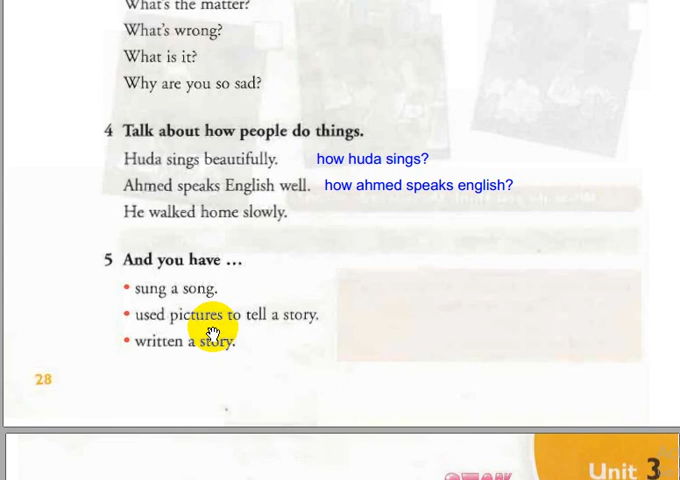 What's the matter?
What's wrong?
What is it?
Why are you so sad?
4 Talk about how people do things.
Huda sings beautifully. how huda sings?
Ahmed speaks English well. how ahmed speaks english?
He walked home slowly.
5 And you have ...
• sung a song.
• used pictures to tell a story.
• written a story.
28
Unit 3